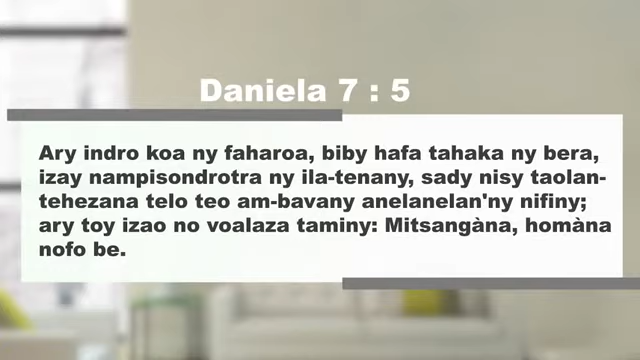 Daniela 7 : 5
Ary indro koa ny faharoa, biby hafa tahaka ny bera,
izay nampisondrotra ny ila-tenany, sady nisy taolan-
tehezana telo teo am-bavany anelanelan'ny nifiny;
ary toy izao no voalaza taminy: Mitsangàna, homàna
nofo be.